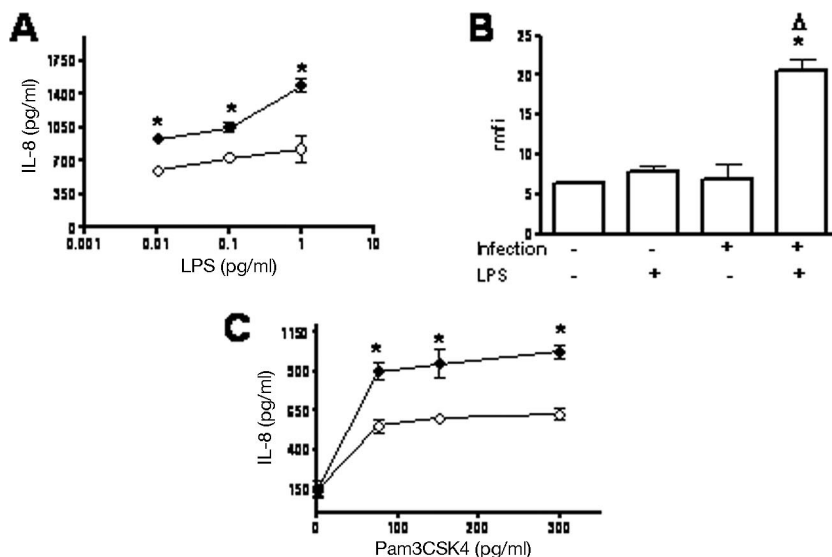 A
1750
1400
1050
700
350
0
IL-8 (pg/ml)
* * *
0.001 0.01 0.1 1 10
LPS (pg/ml)
B
25
20
15
10
5
0
rmfi
Δ
*
Infection - - + +
LPS - + - +
C
1150
900
650
400
150
IL-8 (pg/ml)
* * *
0 100 200 300
Pam3CSK4 (pg/ml)